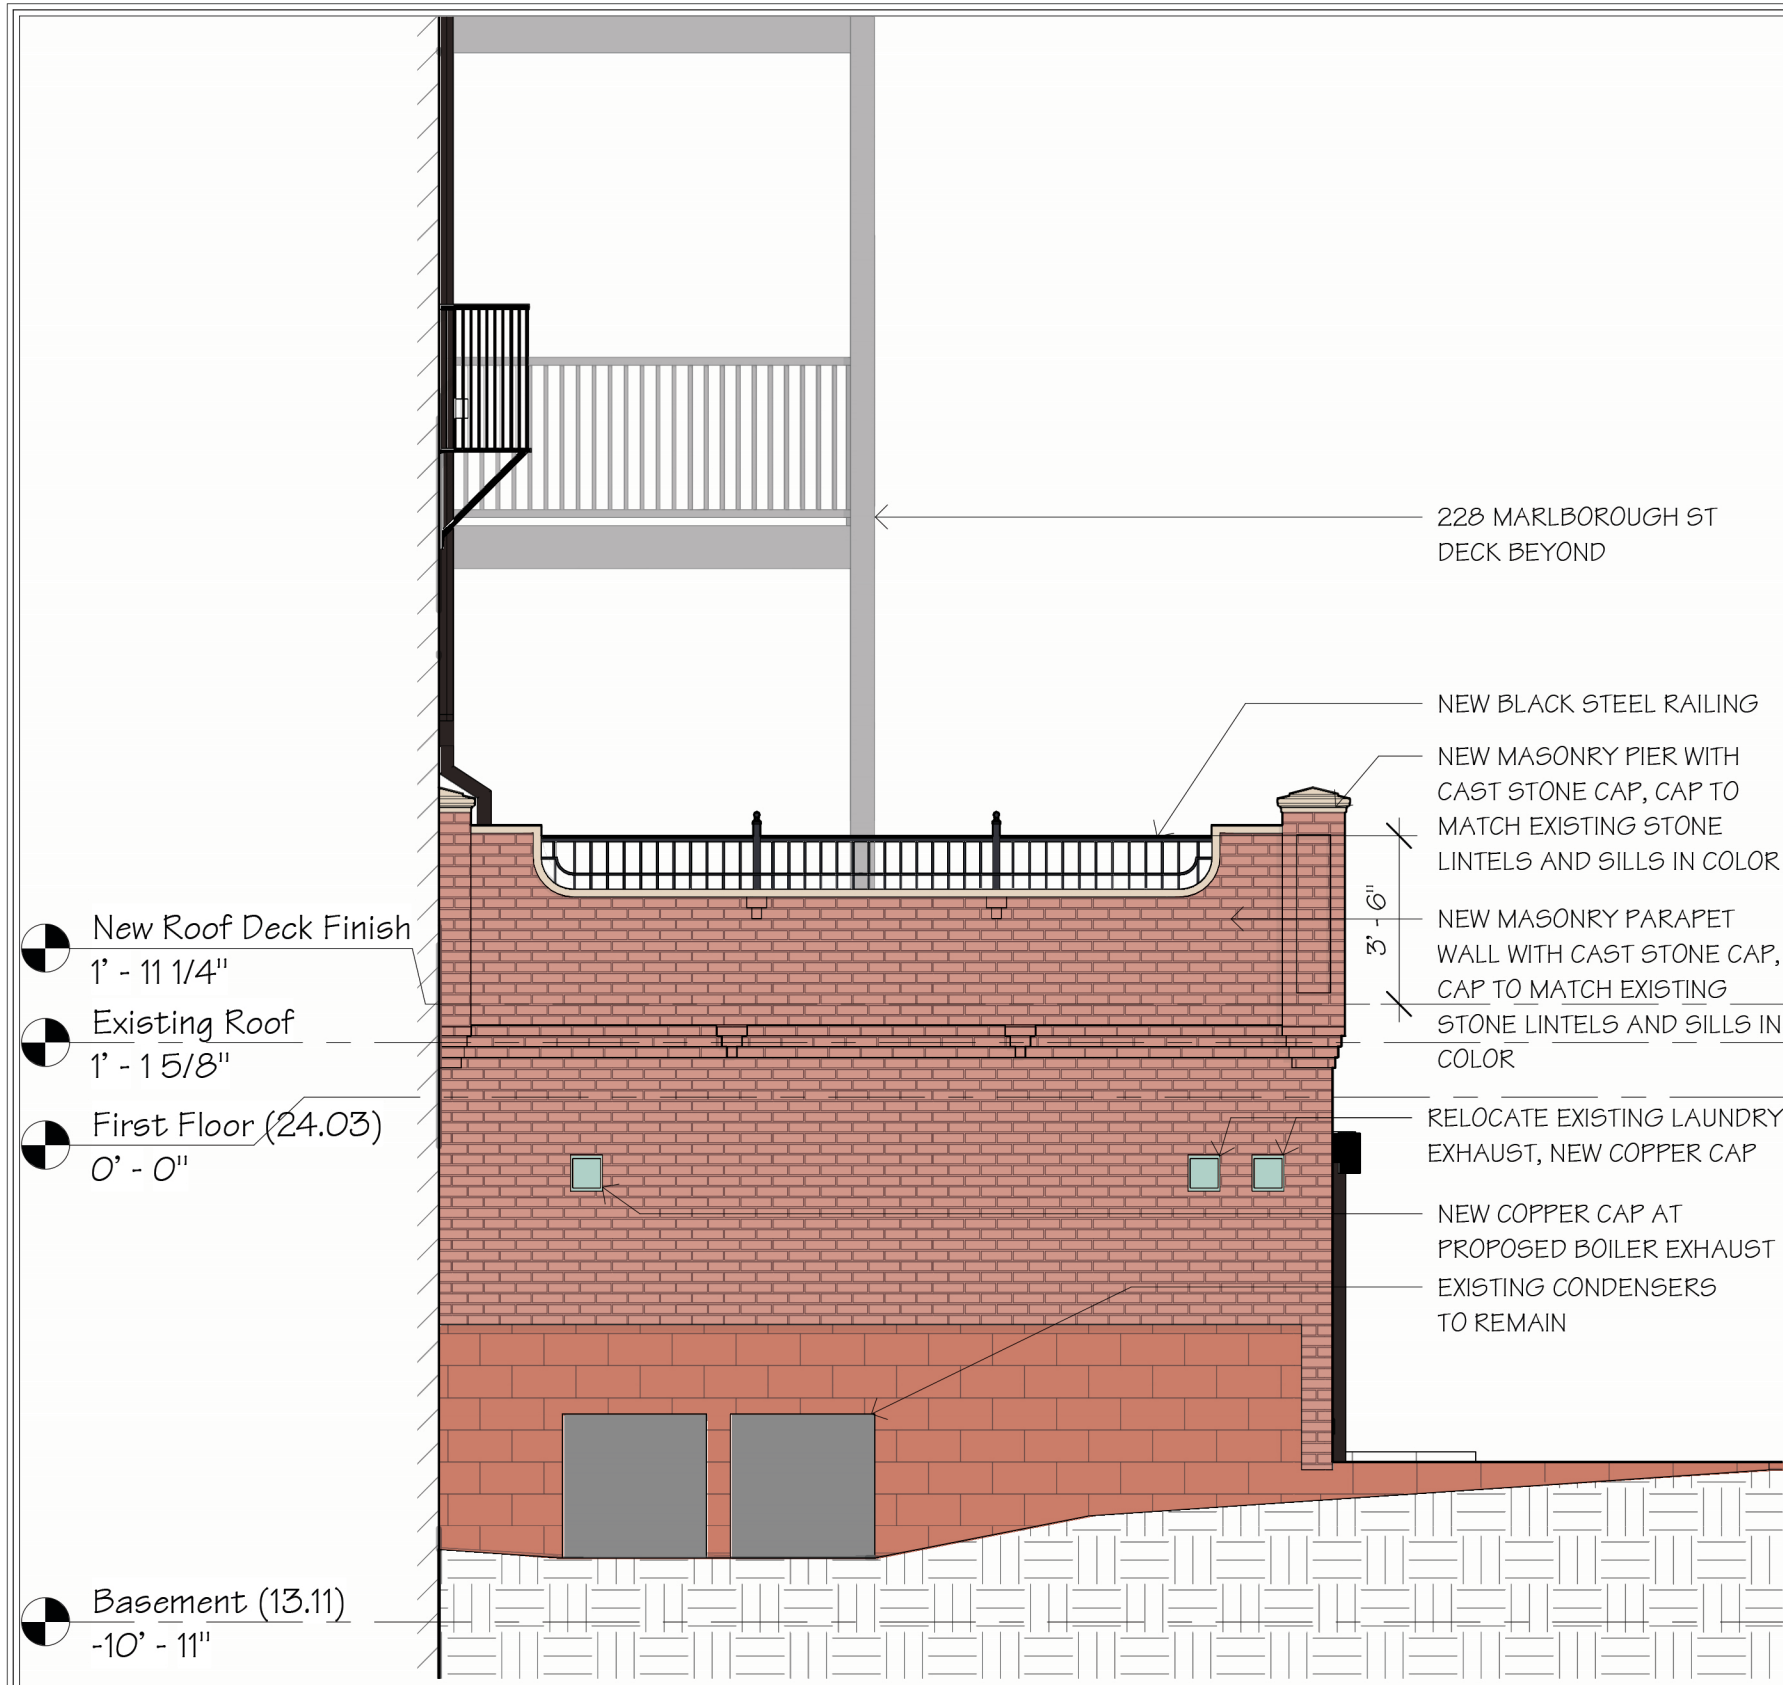 228 MARLBOROUGH ST
DECK BEYOND
NEW BLACK STEEL RAILING
NEW MASONRY PIER WITH
CAST STONE CAP, CAP TO
MATCH EXISTING STONE
LINTELS AND SILLS IN COLOR
3' - 6"
NEW MASONRY PARAPET
WALL WITH CAST STONE CAP,
CAP TO MATCH EXISTING
STONE LINTELS AND SILLS IN
COLOR
New Roof Deck Finish
1' - 11 1/4"
Existing Roof
1' - 1 5/8"
First Floor (24.03)
0' - 0"
RELOCATE EXISTING LAUNDRY
EXHAUST, NEW COPPER CAP
NEW COPPER CAP AT
PROPOSED BOILER EXHAUST
EXISTING CONDENSERS
TO REMAIN
Basement (13.11)
-10' - 11"